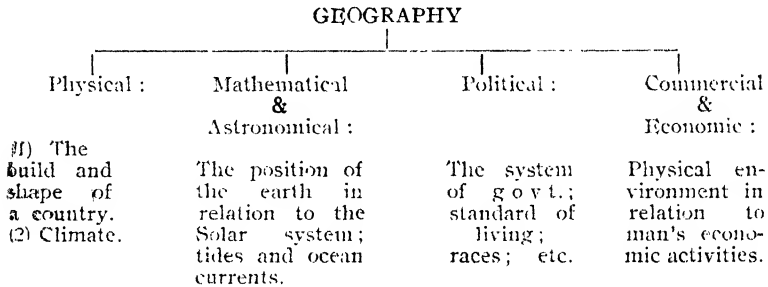 GEOGRAPHY
Physical :
Mathematical
&
Astronomical :
Political :
Commercial
&
Economic :
(1) The
build and
shape of
a country.
(2) Climate.
The position of
the earth in
relation to the
Solar system;
tides and ocean
currents.
The system
of govt.;
standard of
living;
races; etc.
Physical en-
vironment in
relation to
man's econo-
mic activities.